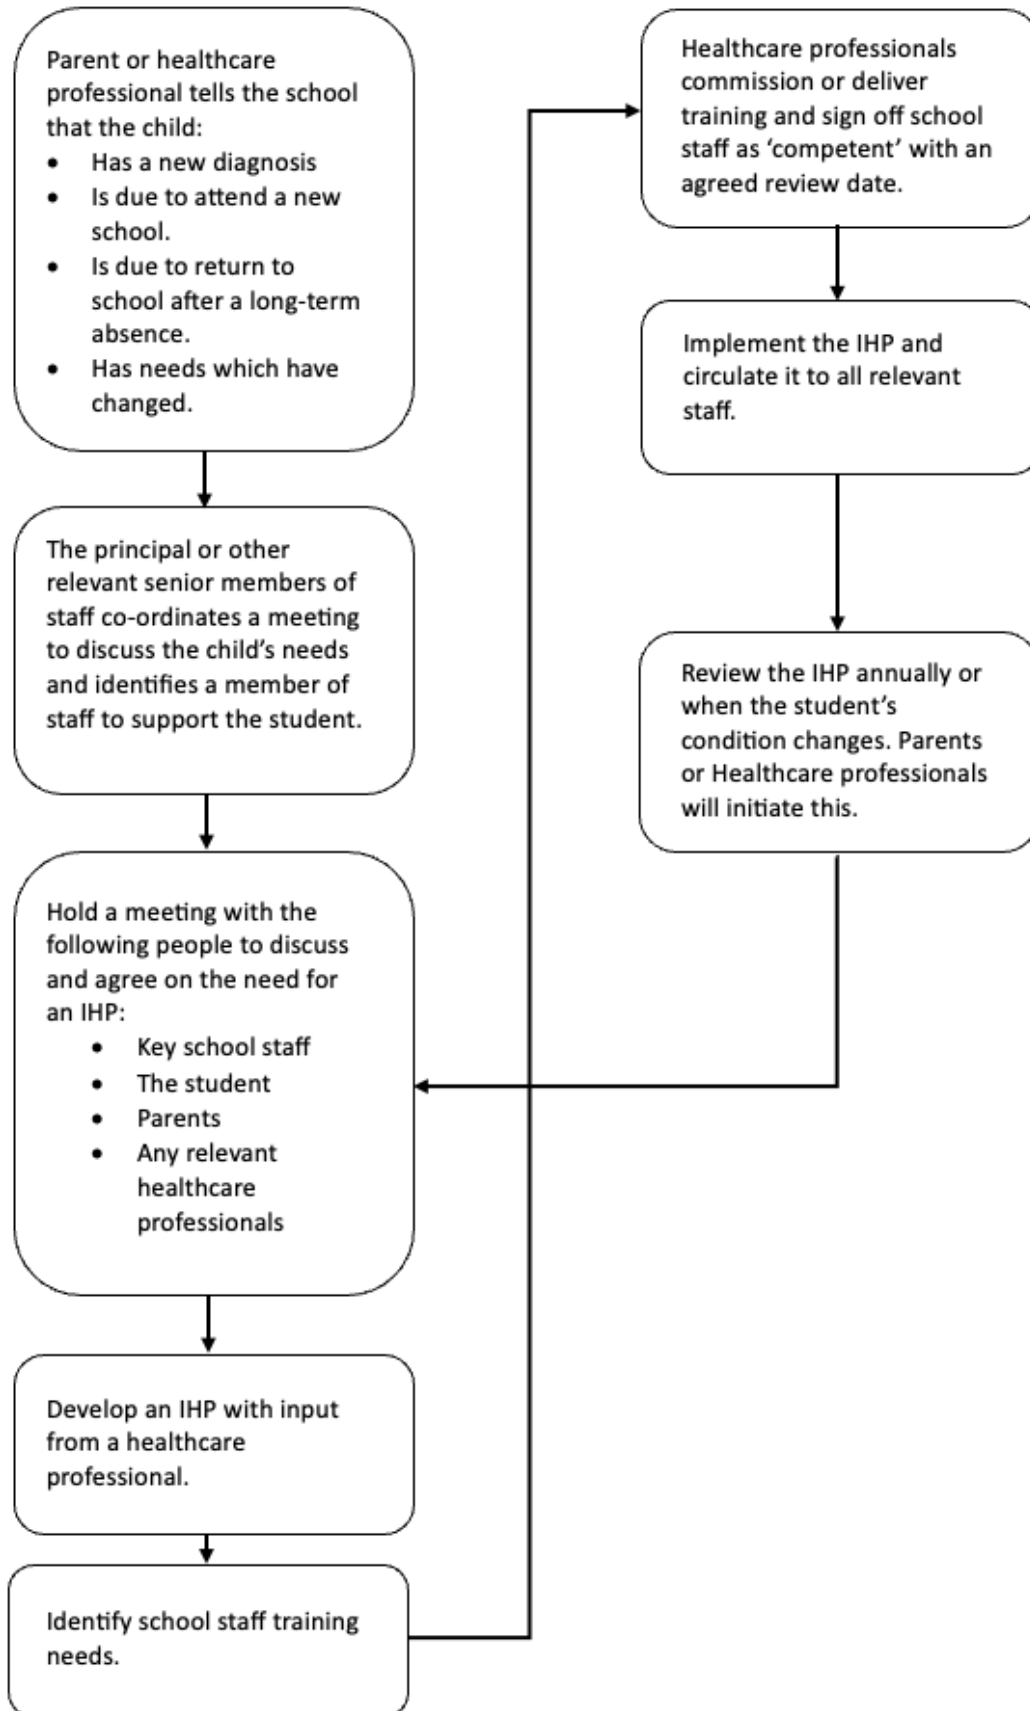 Parent or healthcare
professional tells the school
that the child:
• Has a new diagnosis
• Is due to attend a new
school.
• Is due to return to
school after a long-term
absence.
• Has needs which have
changed.
The principal or other
relevant senior members of
staff co-ordinates a meeting
to discuss the child's needs
and identifies a member of
staff to support the student.
Hold a meeting with the
following people to discuss
and agree on the need for
an IHP:
• Key school staff
• The student
• Parents
• Any relevant
healthcare
professionals
Develop an IHP with input
from a healthcare
professional.
Identify school staff training
needs.
Healthcare professionals
commission or deliver
training and sign off school
staff as ‘competent’ with an
agreed review date.
Implement the IHP and
circulate it to all relevant
staff.
Review the IHP annually or
when the student’s
condition changes. Parents
or Healthcare professionals
will initiate this.